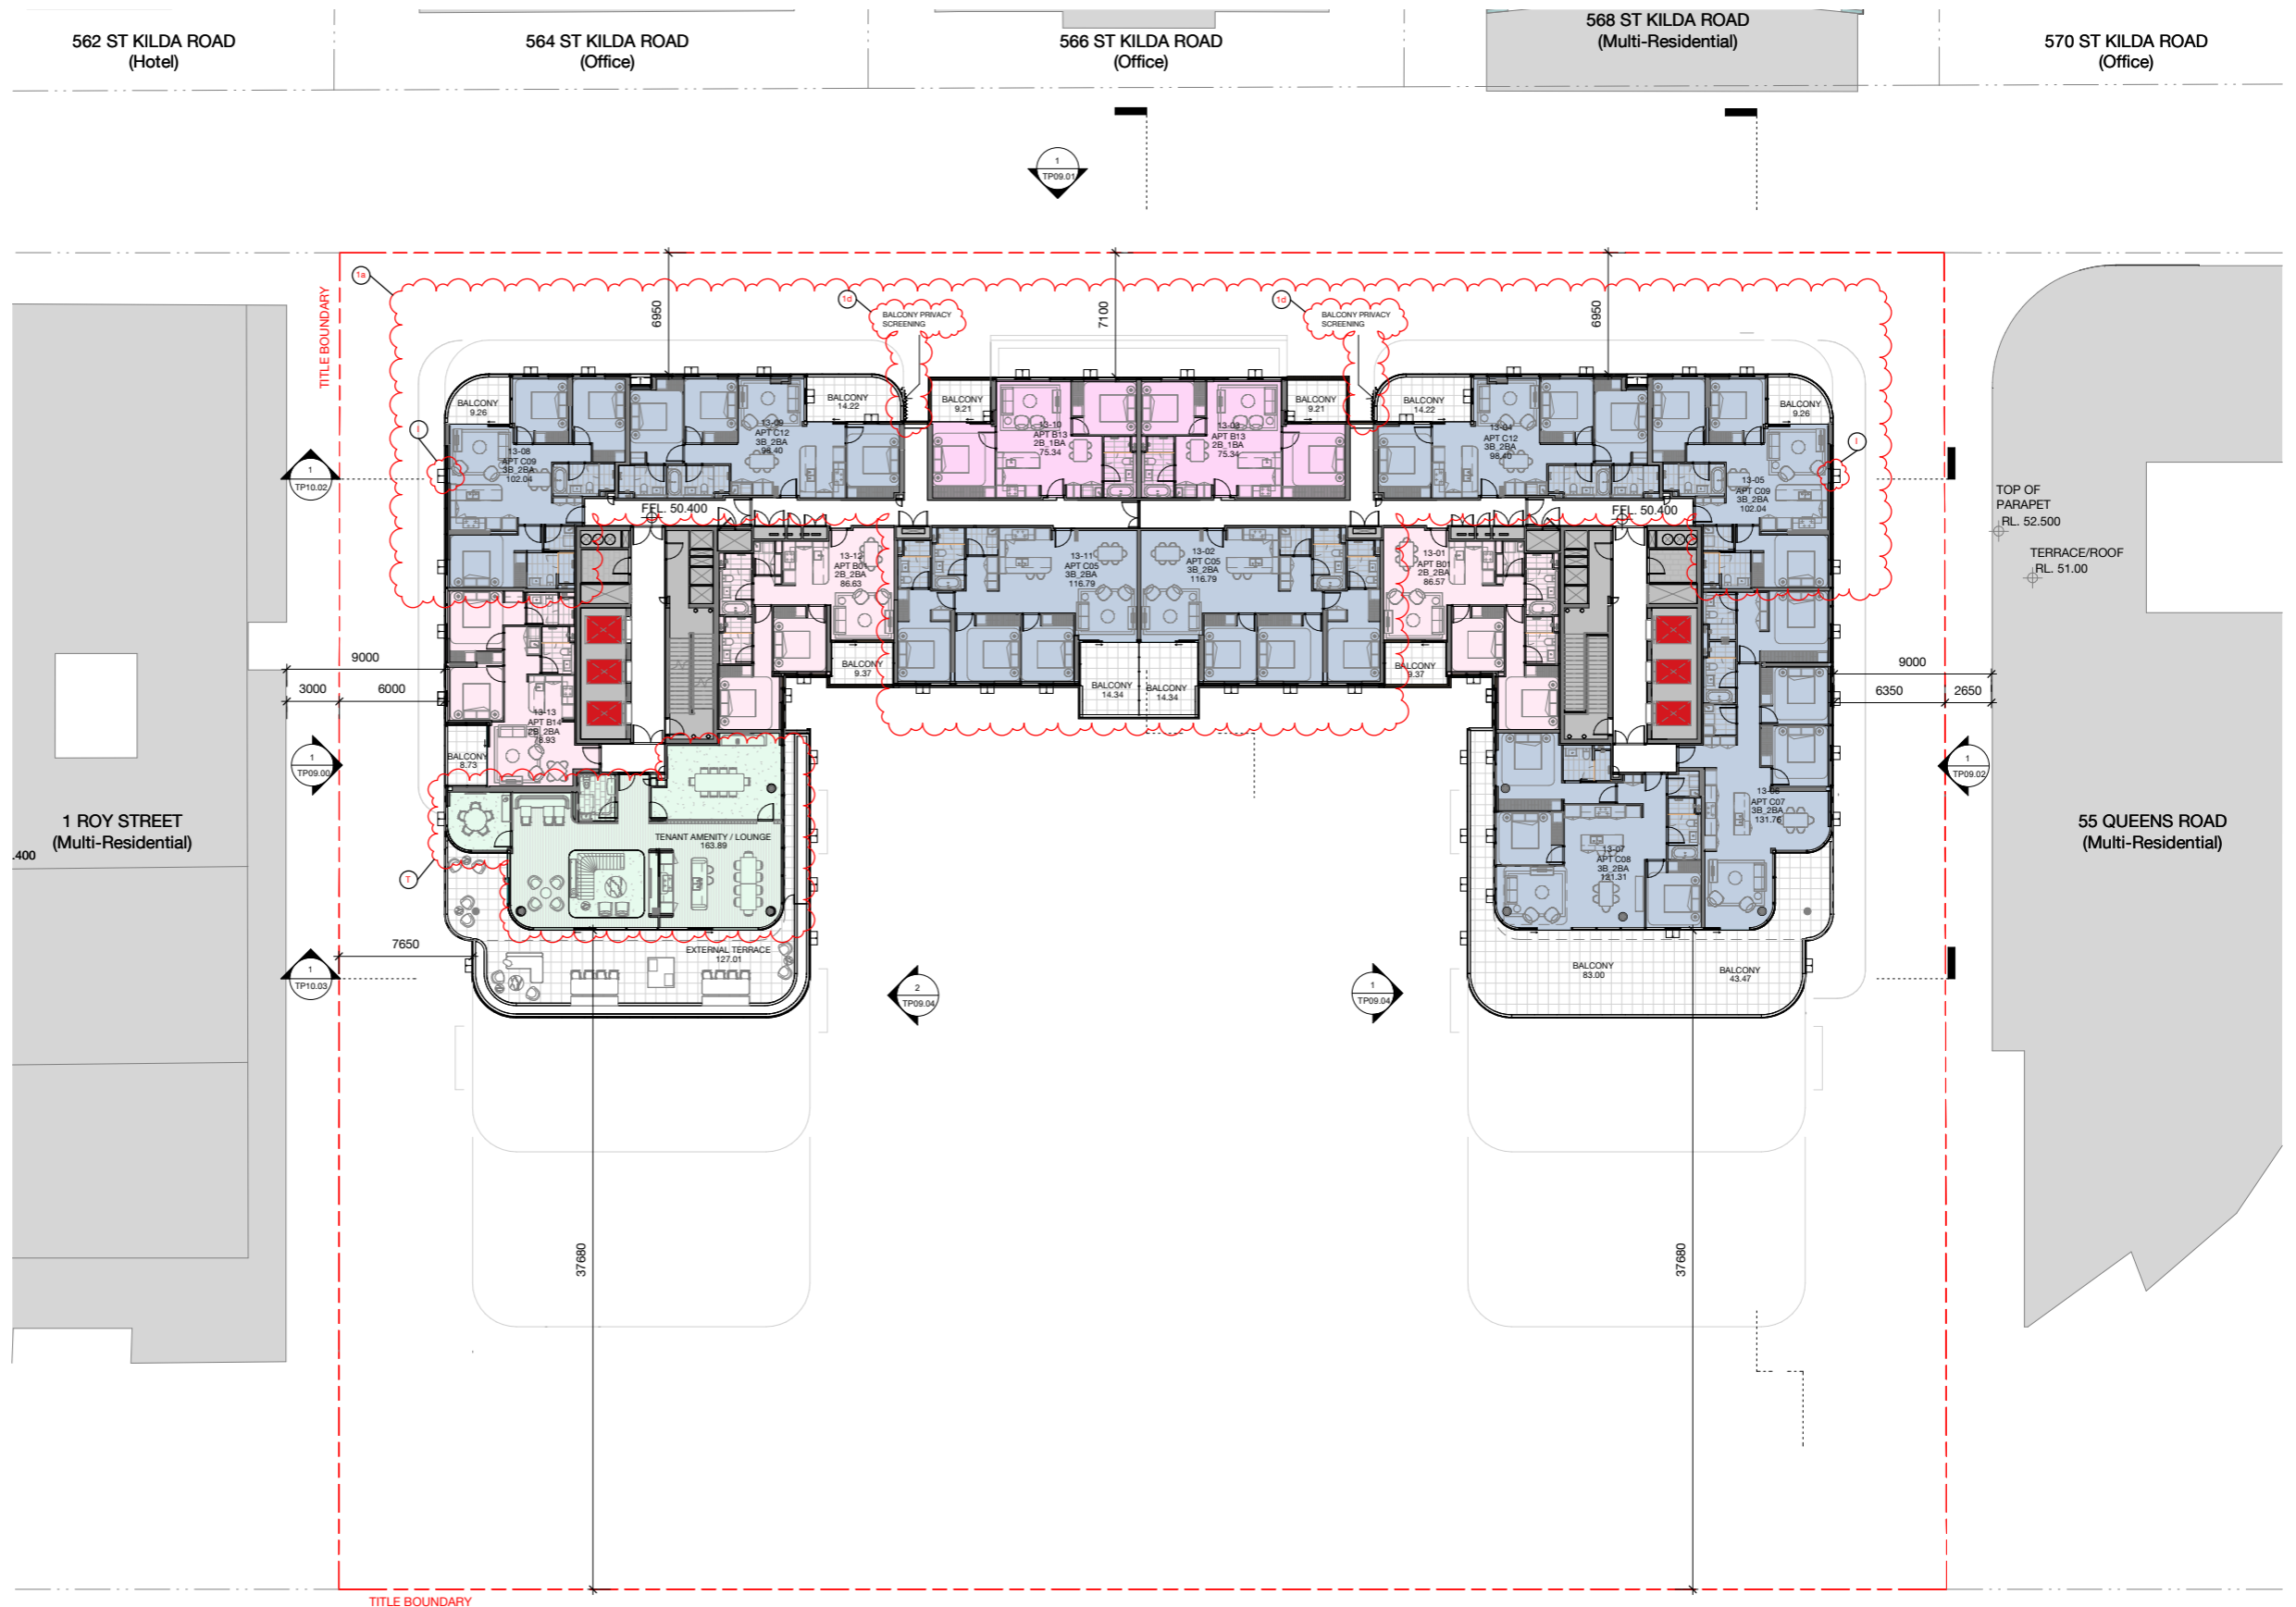 562 ST KILDA ROAD
(Hotel)
564 ST KILDA ROAD
(Office)
566 ST KILDA ROAD
(Office)
568 ST KILDA ROAD
(Multi-Residential)
570 ST KILDA ROAD
(Office)
1
TP09.01
1a
1d
1d
TITLE BOUNDARY
6950
7100
6950
BALCONY PRIVACY
SCREENING
BALCONY PRIVACY
SCREENING
BALCONY
9.26
BALCONY
14.22
BALCONY
9.21
BALCONY
9.21
BALCONY
14.22
BALCONY
9.26
I
I
13-08
APT C09
3B_2BA
102.04
13-09
APT C12
3B_2BA
98.40
13-10
APT B13
2B_1BA
75.34
13-03
APT B13
2B_1BA
75.34
13-04
APT C12
3B_2BA
98.40
13-05
APT C09
3B_2BA
102.04
1
TP10.02
FFL. 50.400
FFL. 50.400
TOP OF
PARAPET
RL. 52.500
TERRACE/ROOF
RL. 51.00
13-12
APT B01
2B_2BA
86.63
13-11
APT C05
3B_2BA
116.79
13-02
APT C05
3B_2BA
116.79
13-01
APT B01
2B_2BA
86.57
9000
3000
6000
9000
6350
2650
BALCONY
9.37
BALCONY
14.34
BALCONY
14.34
BALCONY
9.37
13-13
APT B14
2B_2BA
78.93
BALCONY
8.73
1
TP09.00
1
TP09.02
1 ROY STREET
(Multi-Residential)
.400
TENANT AMENITY / LOUNGE
163.89
13-06
APT C07
3B_2BA
131.76
13-07
APT C08
3B_2BA
121.31
55 QUEENS ROAD
(Multi-Residential)
T
7650
EXTERNAL TERRACE
127.01
BALCONY
83.00
BALCONY
43.47
1
TP10.03
2
TP09.04
1
TP09.04
37680
37680
TITLE BOUNDARY